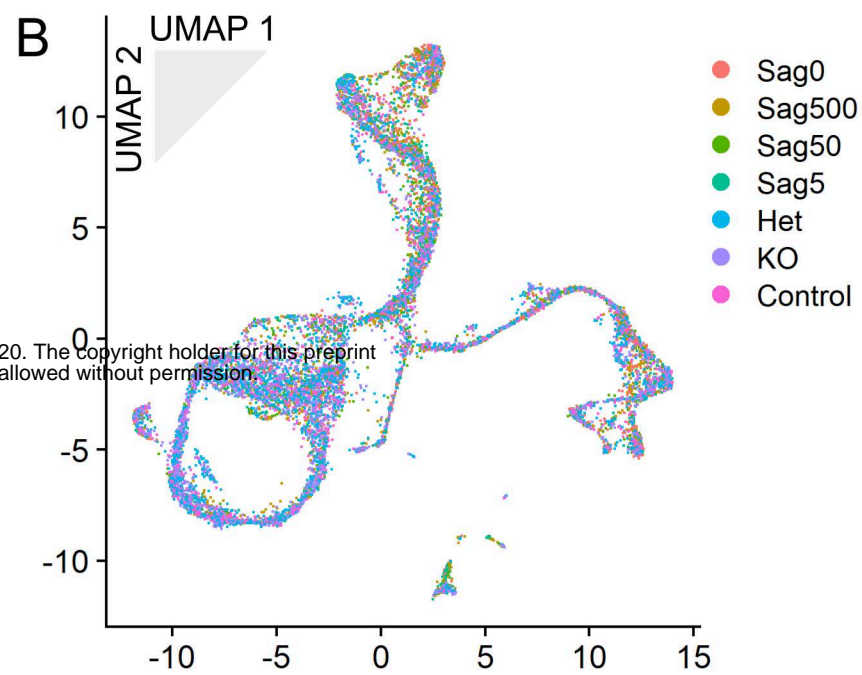 B
UMAP 1
UMAP 2
10
5
0
-5
-10
-10 -5 0 5 10 15
Sag0
Sag500
Sag50
Sag5
Het
KO
Control
20. The copyright holder for this preprint
allowed without permission.